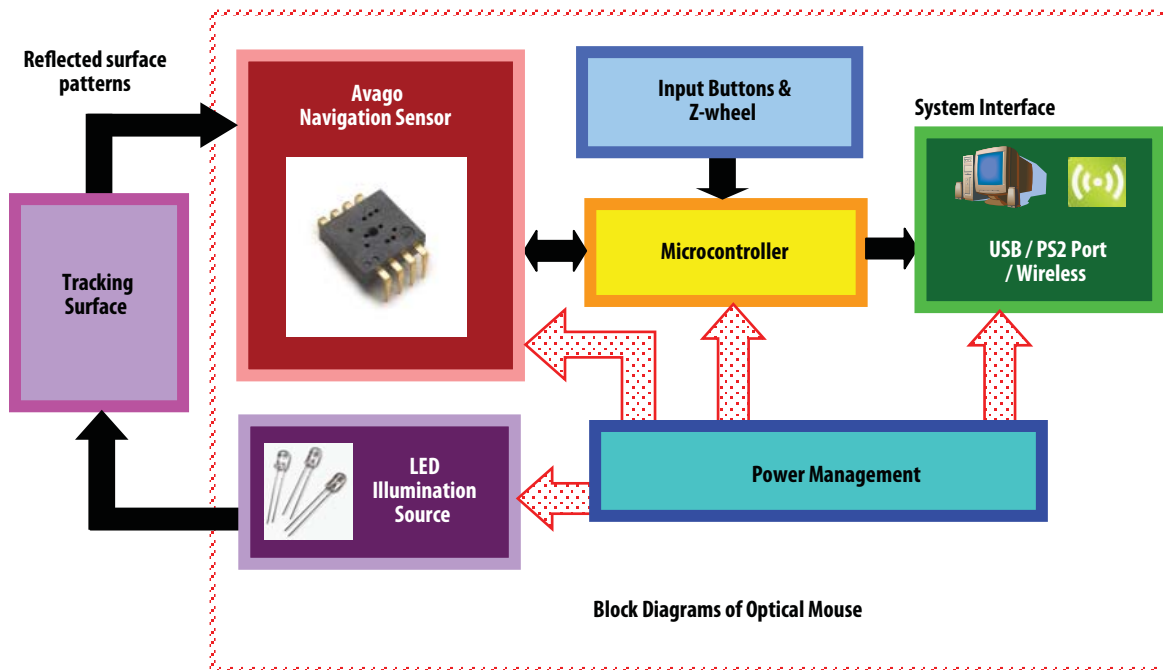 Reflected surface
patterns
Avago
Navigation Sensor
Input Buttons &
Z-wheel
System Interface
Tracking
Surface
Microcontroller
USB / PS2 Port
/ Wireless
LED
Illumination
Source
Power Management
Block Diagrams of Optical Mouse